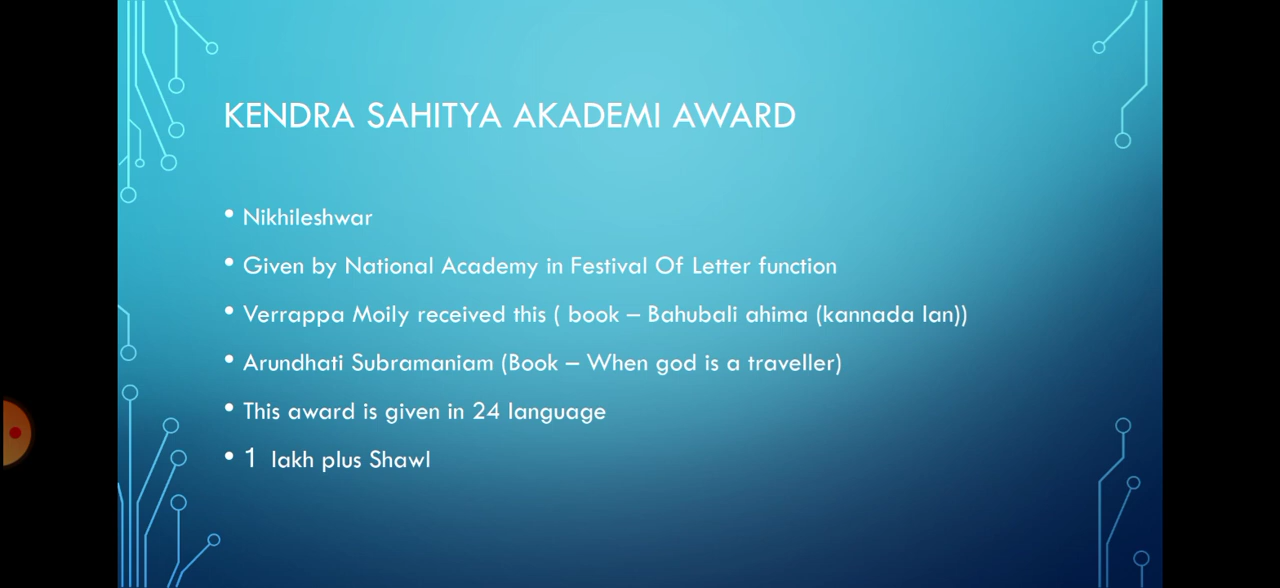 KENDRA SAHITYA AKADEMI AWARD
• Nikhileshwar
• Given by National Academy in Festival Of Letter function
• Verrappa Moily received this ( book – Bahubali ahima (kannada lan))
• Arundhati Subramaniam (Book – When god is a traveller)
• This award is given in 24 language
• 1 lakh plus Shawl